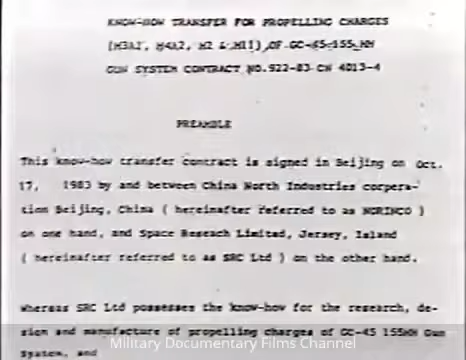 KNOW-HOW TRANSFER FOR PROPELLING CHARGES
(M3A1, M4A2, M2 & M11) OF GC-45-155 MM
GUN SYSTEM CONTRACT NO.922-83 CN 4013-4
PREAMBLE
This know-how transfer contract is signed in Beijing on Oct.
17, 1983 by and between China North Industries corpera-
tion Beijing, China ( hereinafter referred to as NORINCO )
on one hand, and Space Reseach Limited, Jersey, Island
( hereinafter referred to as SRC Ltd ) on the other hand.
Whereas SRC Ltd possesses the know-how for the research, de-
sion and manufacture of propelling charges of GC-45 155MM Gun
System, and
Military Documentary Films Channel